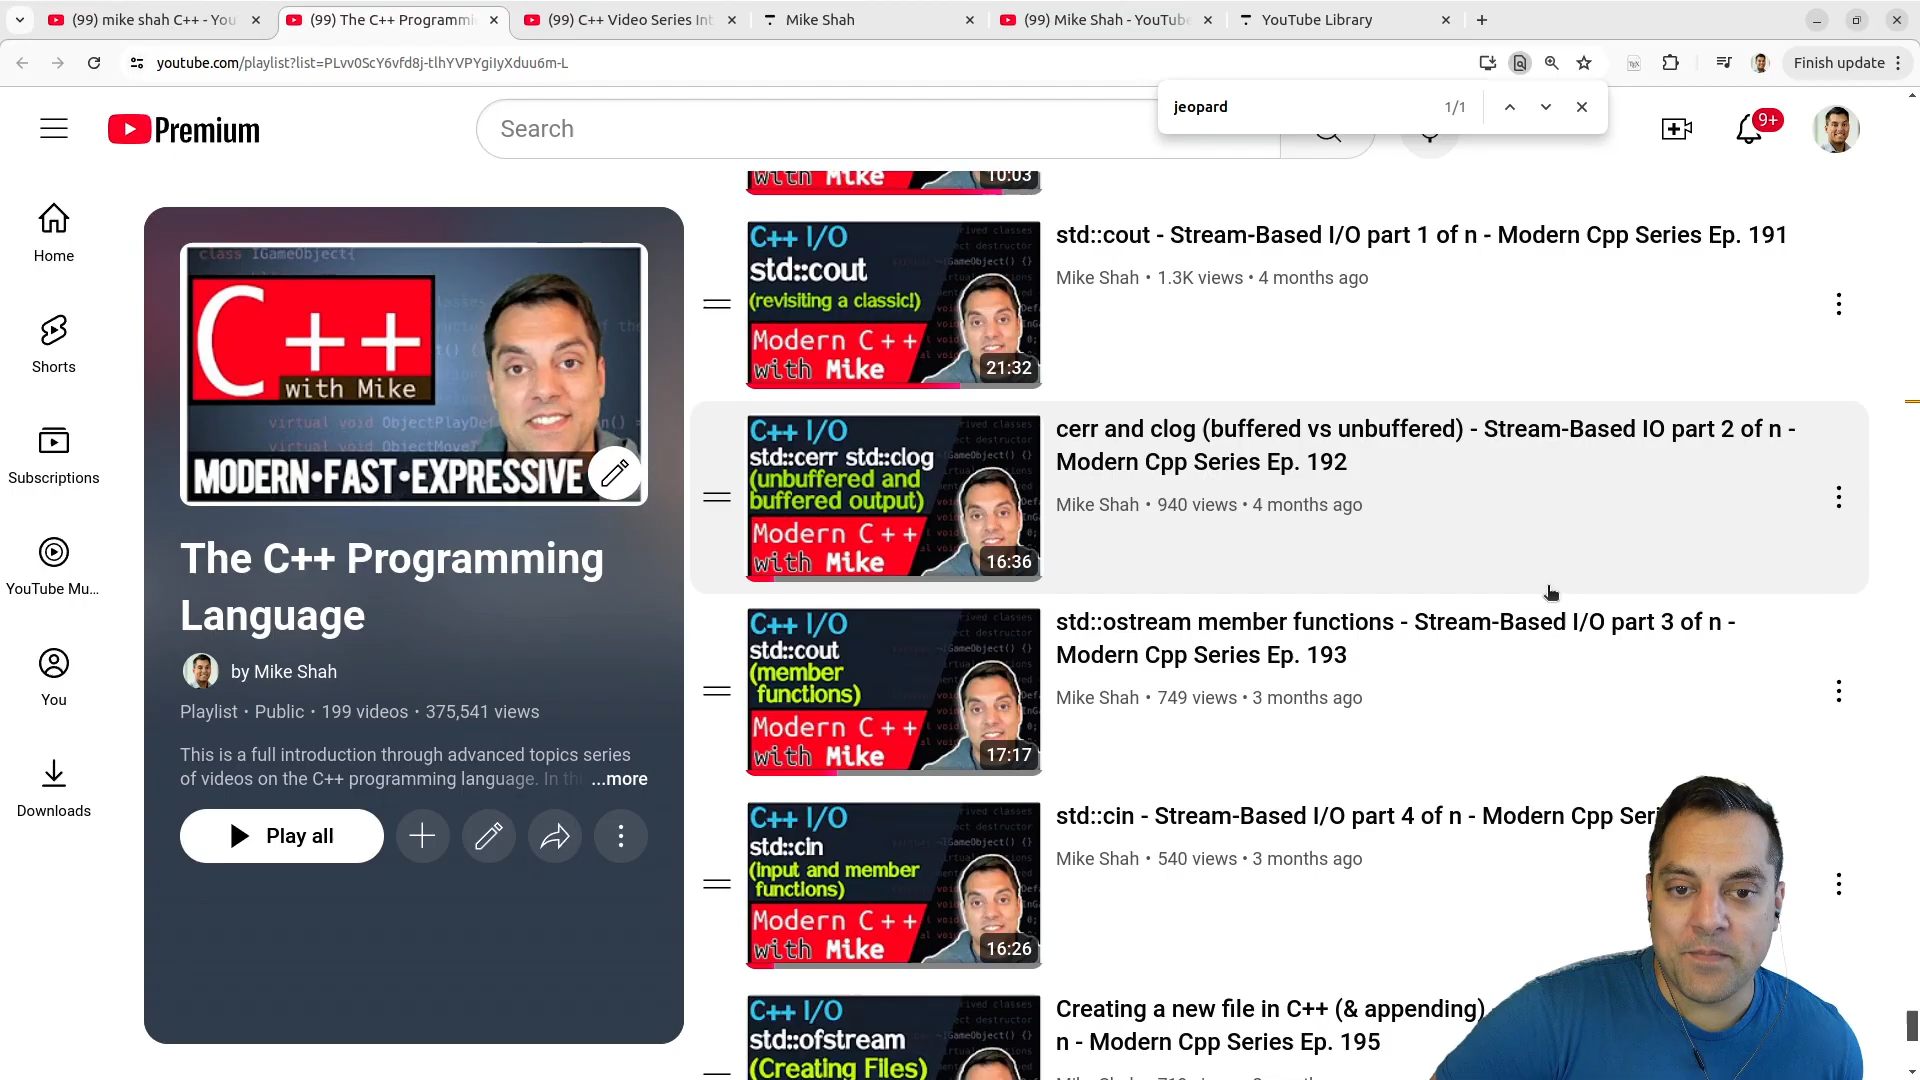 (99) mike shah C++ - You
(99) The C++ Programmi
(99) C++ Video Series Int
Mike Shah
(99) Mike Shah - YouTube
YouTube Library
youtube.com/playlist?list=PLvv0ScY6vfd8j-tlhYVPYgiIyXduu6m-L
Finish update
jeopard
1/1
Premium
Search
9+
Home
Shorts
Subscriptions
YouTube Mu...
You
Downloads
C++
with Mike
MODERN•FAST•EXPRESSIVE
The C++ Programming
Language
by Mike Shah
Playlist • Public • 199 videos • 375,541 views
This is a full introduction through advanced topics series
of videos on the C++ programming language. In thi ...more
Play all
with Mike
10:03
C++ I/O
std::cout
(revisiting a classic!)
Modern C++
with Mike
21:32
std::cout - Stream-Based I/O part 1 of n - Modern Cpp Series Ep. 191
Mike Shah • 1.3K views • 4 months ago
C++ I/O
std::cerr std::clog
(unbuffered and
buffered output)
Modern C++
with Mike
16:36
cerr and clog (buffered vs unbuffered) - Stream-Based IO part 2 of n -
Modern Cpp Series Ep. 192
Mike Shah • 940 views • 4 months ago
C++ I/O
std::cout
(member
functions)
Modern C++
with Mike
17:17
std::ostream member functions - Stream-Based I/O part 3 of n -
Modern Cpp Series Ep. 193
Mike Shah • 749 views • 3 months ago
C++ I/O
std::cin
(input and member
functions)
Modern C++
with Mike
16:26
std::cin - Stream-Based I/O part 4 of n - Modern Cpp Seri
Mike Shah • 540 views • 3 months ago
C++ I/O
std::ofstream
(Creating Files)
Creating a new file in C++ (& appending)
n - Modern Cpp Series Ep. 195